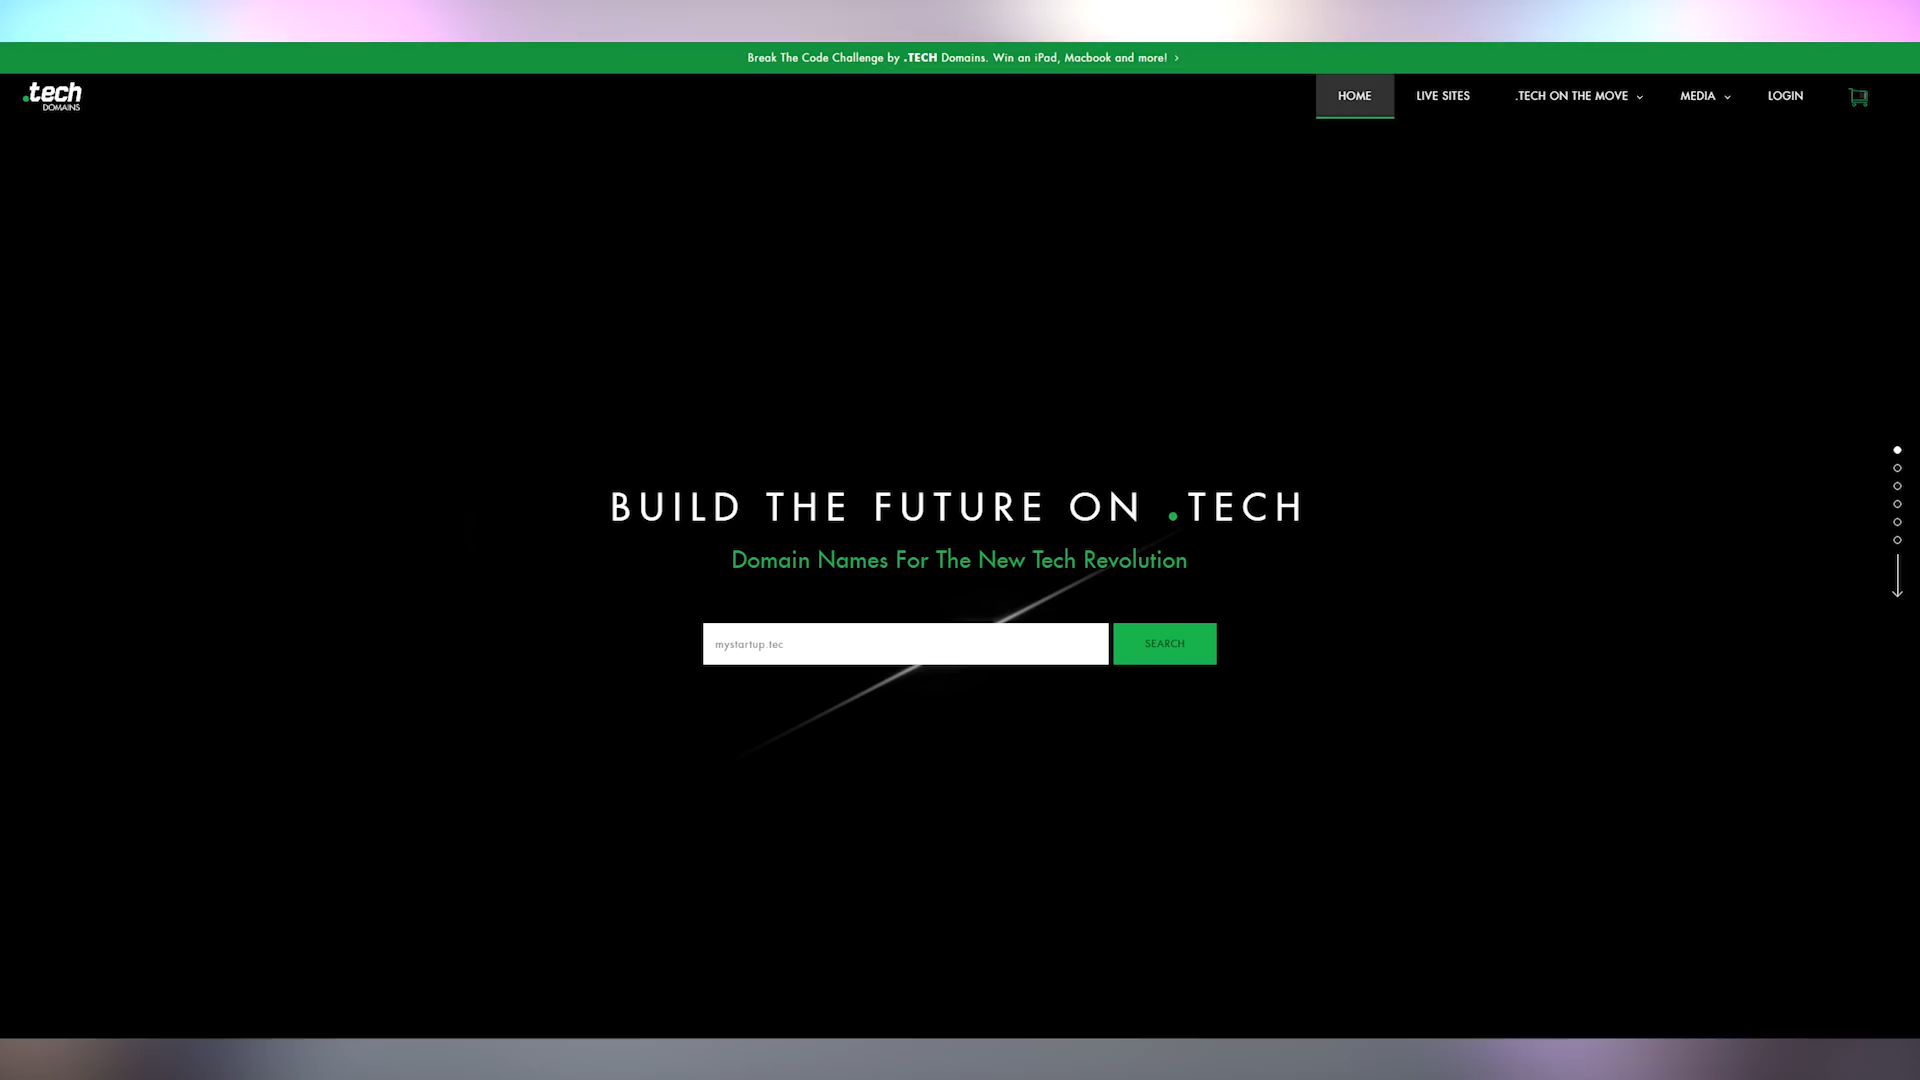 Break The Code Challenge by .TECH Domains. Win an iPad, Macbook and more! >
.tech
DOMAINS
HOME
LIVE SITES
.TECH ON THE MOVE
MEDIA
LOGIN
BUILD THE FUTURE ON .TECH
Domain Names For The New Tech Revolution
mystartup.tec
SEARCH